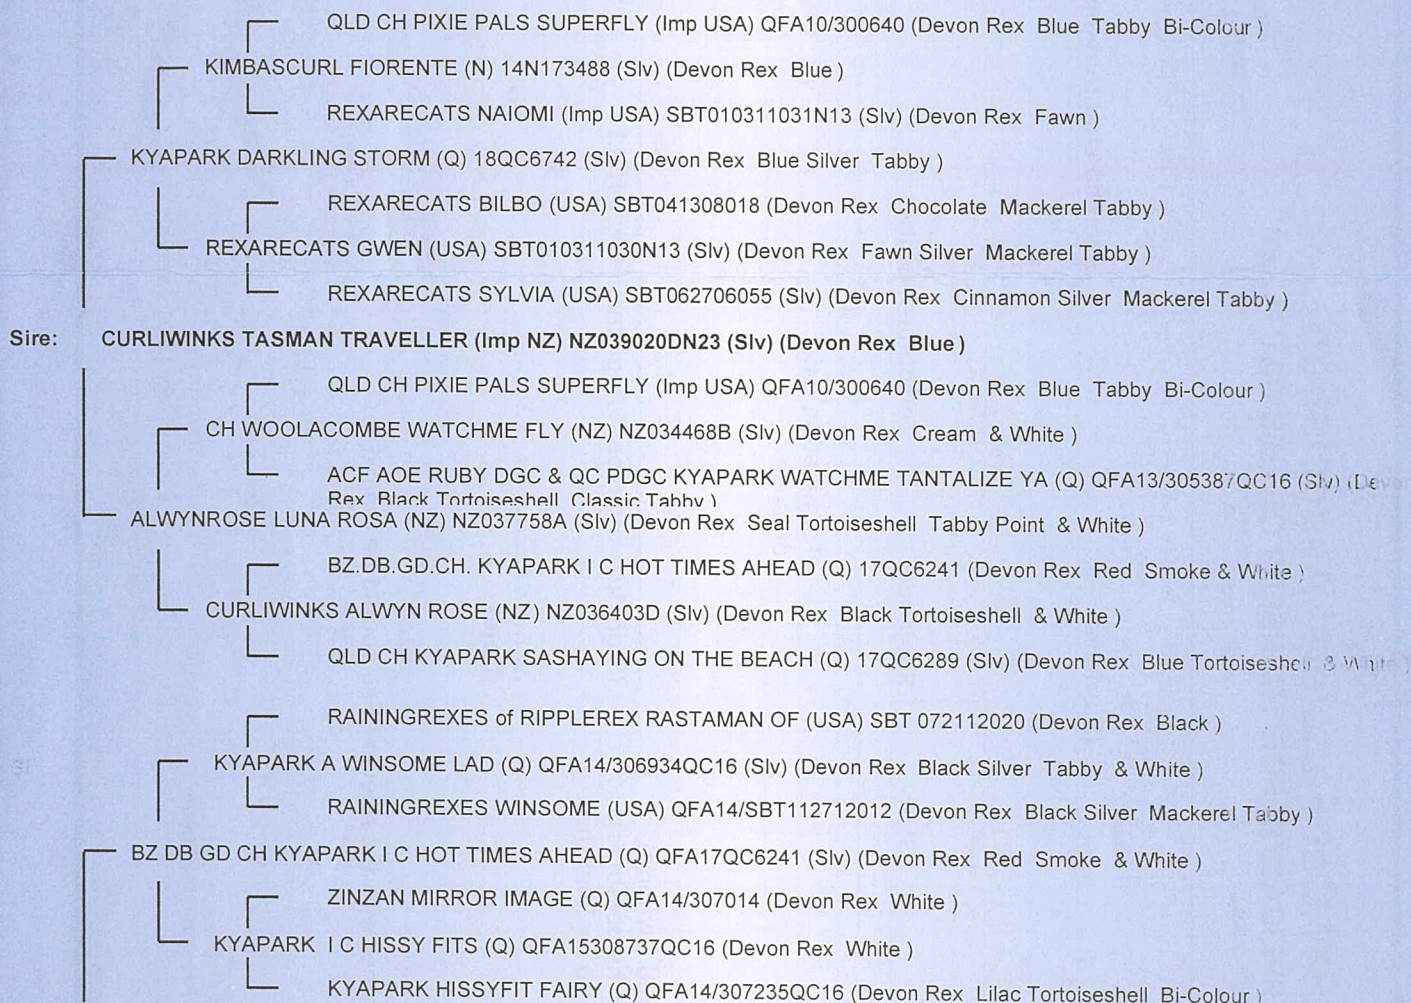 QLD CH PIXIE PALS SUPERFLY (Imp USA) QFA10/300640 (Devon Rex Blue Tabby Bi-Colour )
KIMBASCURL FIORENTE (N) 14N173488 (Slv) (Devon Rex Blue )
REXARECATS NAIOMI (Imp USA) SBT010311031N13 (Slv) (Devon Rex Fawn )
KYAPARK DARKLING STORM (Q) 18QC6742 (Slv) (Devon Rex Blue Silver Tabby )
REXARECATS BILBO (USA) SBT041308018 (Devon Rex Chocolate Mackerel Tabby )
REXARECATS GWEN (USA) SBT010311030N13 (Slv) (Devon Rex Fawn Silver Mackerel Tabby )
REXARECATS SYLVIA (USA) SBT062706055 (Slv) (Devon Rex Cinnamon Silver Mackerel Tabby )
Sire: CURLIWINKS TASMAN TRAVELLER (Imp NZ) NZ039020DN23 (Slv) (Devon Rex Blue )
QLD CH PIXIE PALS SUPERFLY (Imp USA) QFA10/300640 (Devon Rex Blue Tabby Bi-Colour )
CH WOOLACOMBE WATCHME FLY (NZ) NZ034468B (Slv) (Devon Rex Cream & White )
ACF AOE RUBY DGC & QC PDGC KYAPARK WATCHME TANTALIZE YA (Q) QFA13/305387QC16 (Slv) (Devon
Rex Black Tortoiseshell Classic Tabby )
ALWYNROSE LUNA ROSA (NZ) NZ037758A (Slv) (Devon Rex Seal Tortoiseshell Tabby Point & White )
BZ.DB.GD.CH. KYAPARK I C HOT TIMES AHEAD (Q) 17QC6241 (Devon Rex Red Smoke & White )
CURLIWINKS ALWYN ROSE (NZ) NZ036403D (Slv) (Devon Rex Black Tortoiseshell & White )
QLD CH KYAPARK SASHAYING ON THE BEACH (Q) 17QC6289 (Slv) (Devon Rex Blue Tortoiseshell & White )
RAININGREXES of RIPPLEREX RASTAMAN OF (USA) SBT 072112020 (Devon Rex Black )
KYAPARK A WINSOME LAD (Q) QFA14/306934QC16 (Slv) (Devon Rex Black Silver Tabby & White )
RAININGREXES WINSOME (USA) QFA14/SBT112712012 (Devon Rex Black Silver Mackerel Tabby )
BZ DB GD CH KYAPARK I C HOT TIMES AHEAD (Q) QFA17QC6241 (Slv) (Devon Rex Red Smoke & White )
ZINZAN MIRROR IMAGE (Q) QFA14/307014 (Devon Rex White )
KYAPARK I C HISSY FITS (Q) QFA15308737QC16 (Devon Rex White )
KYAPARK HISSYFIT FAIRY (Q) QFA14/307235QC16 (Devon Rex Lilac Tortoiseshell Bi-Colour )